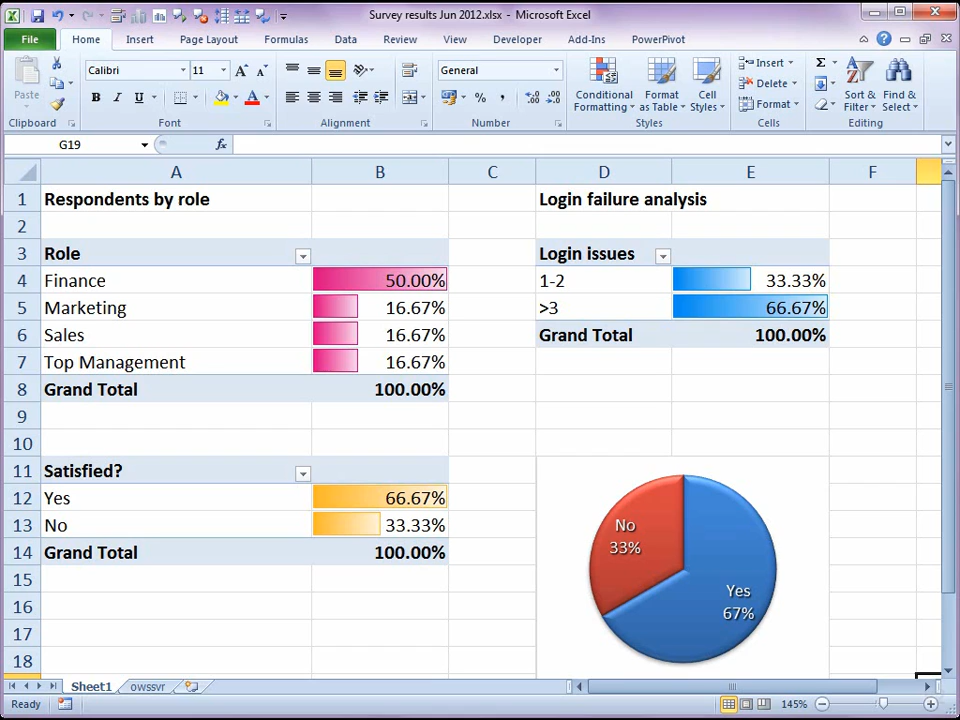 Survey results Jun 2012.xlsx - Microsoft Excel
File Home Insert Page Layout Formulas Data Review View Developer Add-Ins PowerPivot
Paste Calibri 11 General Conditional Formatting Format as Table Cell Styles Insert Delete Format Sort & Filter Find & Select
Clipboard Font Alignment Number Styles Cells Editing
G19 fx
A B C D E F
1 Respondents by role Login failure analysis
2
3 Role Login issues
4 Finance 50.00% 1-2 33.33%
5 Marketing 16.67% >3 66.67%
6 Sales 16.67% Grand Total 100.00%
7 Top Management 16.67%
8 Grand Total 100.00%
9
10
11 Satisfied?
12 Yes 66.67%
13 No 33.33%
14 Grand Total 100.00%
15
16
17
18
No
33%
Yes
67%
Sheet1 owssvr
Ready 145%